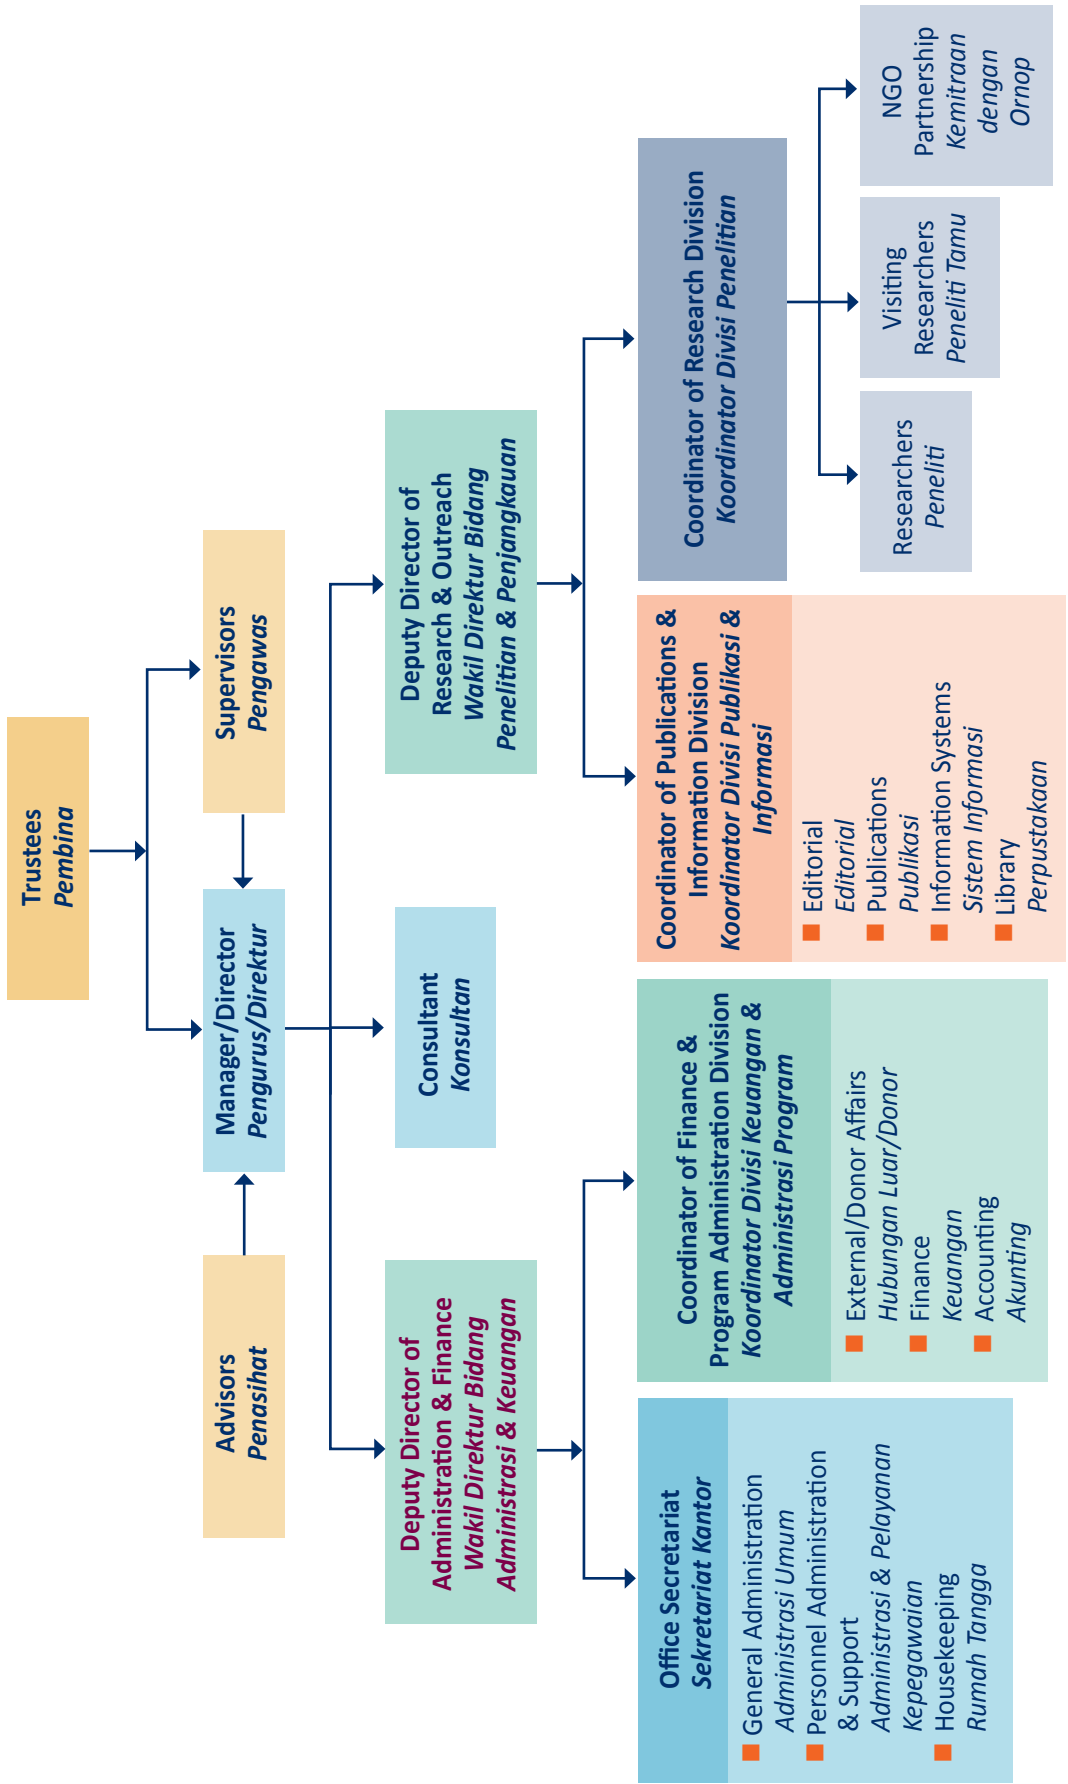 Trustees
Pembina
Advisors
Penasihat
Manager/Director
Pengurus/Direktur
Supervisors
Pengawas
Consultant
Konsultan
Deputy Director of
Administration & Finance
Wakil Direktur Bidang
Administrasi & Keuangan
Deputy Director of
Research & Outreach
Wakil Direktur Bidang
Penelitian & Penjangkauan
Office Secretariat
Sekretariat Kantor
General Administration
Administrasi Umum
Personnel Administration
& Support
Administrasi & Pelayanan
Kepegawaian
Housekeeping
Rumah Tangga
Coordinator of Finance &
Program Administration Division
Koordinator Divisi Keuangan &
Administrasi Program
External/Donor Affairs
Hubungan Luar/Donor
Finance
Keuangan
Accounting
Akunting
Coordinator of Publications &
Information Division
Koordinator Divisi Publikasi &
Informasi
Editorial
Editorial
Publications
Publikasi
Information Systems
Sistem Informasi
Library
Perpustakaan
Coordinator of Research Division
Koordinator Divisi Penelitian
Researchers
Peneliti
Visiting
Researchers
Peneliti Tamu
NGO
Partnership
Kemitraan
dengan
Ornop